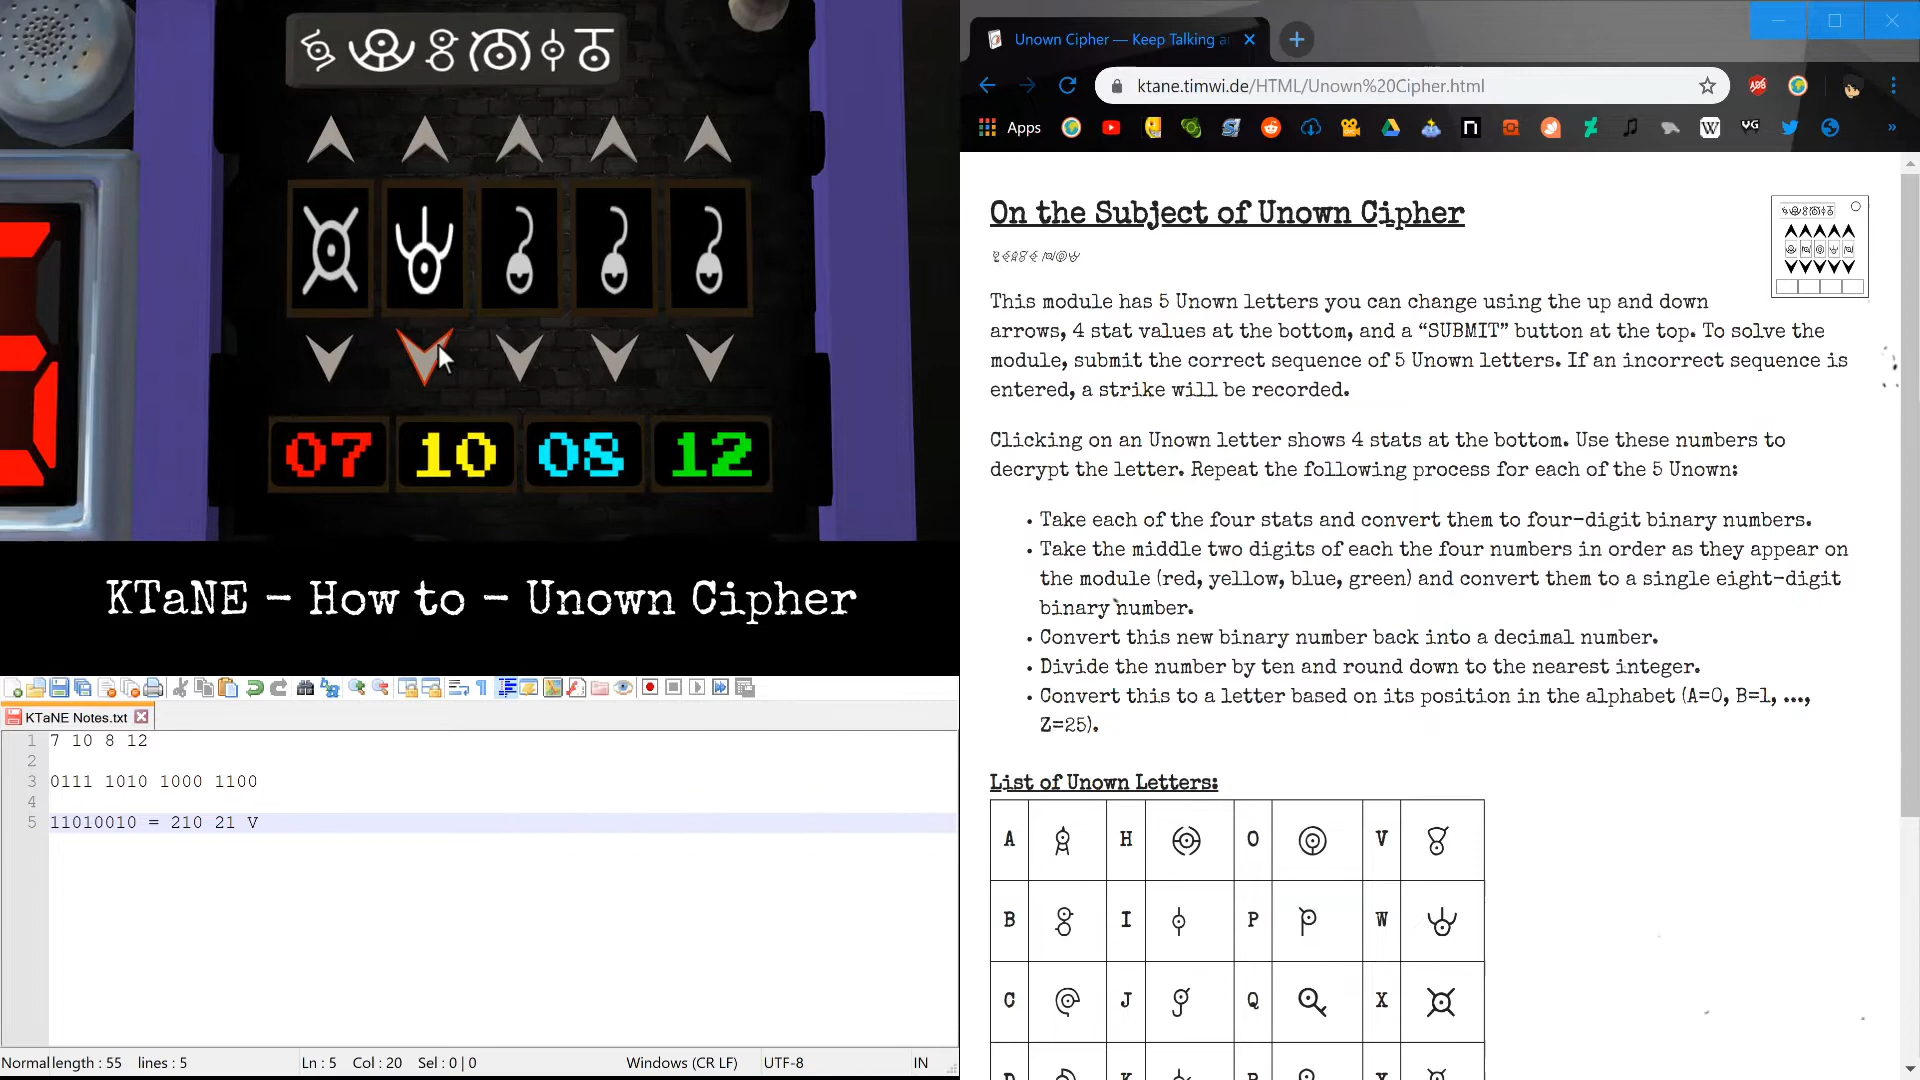 07 10 08 12
KTaNE - How to - Unown Cipher
KTaNE Notes.txt
1 7 10 8 12
2
3 0111 1010 1000 1100
4
5 11010010 = 210 21 V
Normal length : 55 lines : 5 Ln : 5 Col : 20 Sel : 0 | 0 Windows (CR LF) UTF-8 IN
Unown Cipher — Keep Talking a
ktane.timwi.de/HTML/Unown%20Cipher.html
Apps
On the Subject of Unown Cipher
This module has 5 Unown letters you can change using the up and down
arrows, 4 stat values at the bottom, and a “SUBMIT” button at the top. To solve the
module, submit the correct sequence of 5 Unown letters. If an incorrect sequence is
entered, a strike will be recorded.
Clicking on an Unown letter shows 4 stats at the bottom. Use these numbers to
decrypt the letter. Repeat the following process for each of the 5 Unown:
• Take each of the four stats and convert them to four-digit binary numbers.
• Take the middle two digits of each the four numbers in order as they appear on
the module (red, yellow, blue, green) and convert them to a single eight-digit
binary number.
• Convert this new binary number back into a decimal number.
• Divide the number by ten and round down to the nearest integer.
• Convert this to a letter based on its position in the alphabet (A=0, B=1, ...,
Z=25).
List of Unown Letters:
A H O V
B I P W
C J Q X